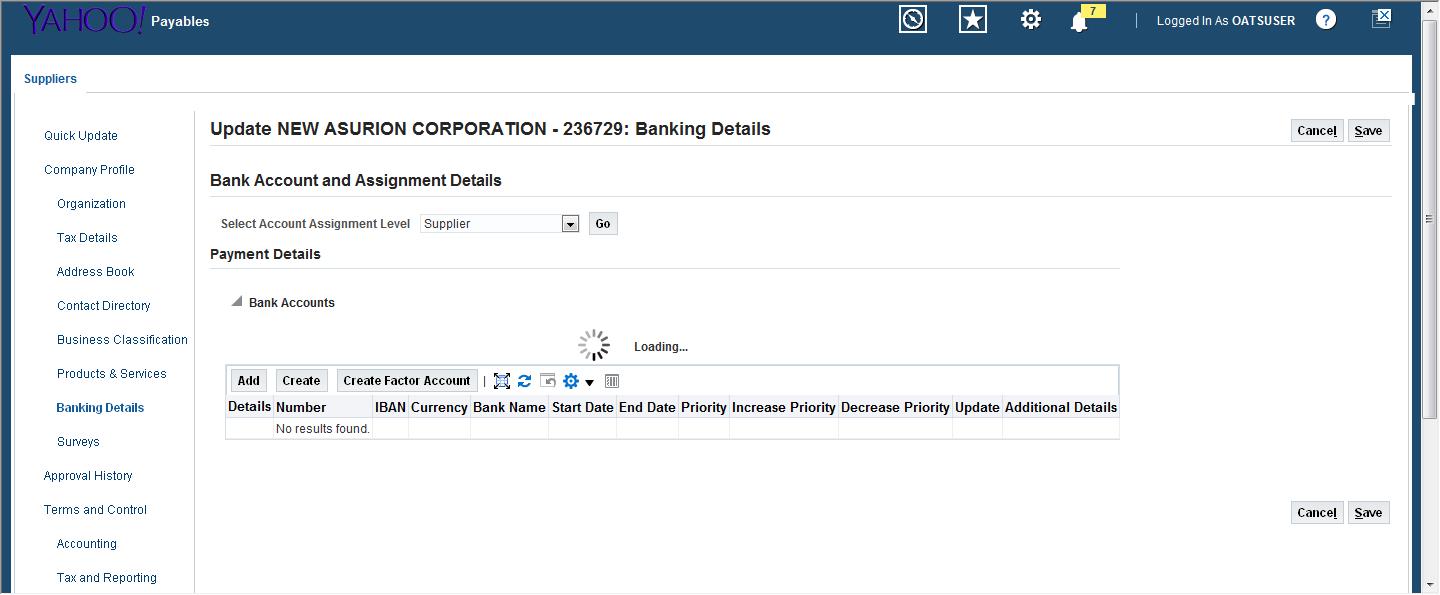 YAHOO! Payables
7
Logged In As OATSUSER
?
Suppliers
Quick Update
Company Profile
Organization
Tax Details
Address Book
Contact Directory
Business Classification
Products & Services
Banking Details
Surveys
Approval History
Terms and Control
Accounting
Tax and Reporting
Update NEW ASURION CORPORATION - 236729: Banking Details
Cancel Save
Bank Account and Assignment Details
Select Account Assignment Level Supplier Go
Payment Details
Bank Accounts
Loading...
Add Create Create Factor Account |
Details Number IBAN Currency Bank Name Start Date End Date Priority Increase Priority Decrease Priority Update Additional Details
No results found.
Cancel Save